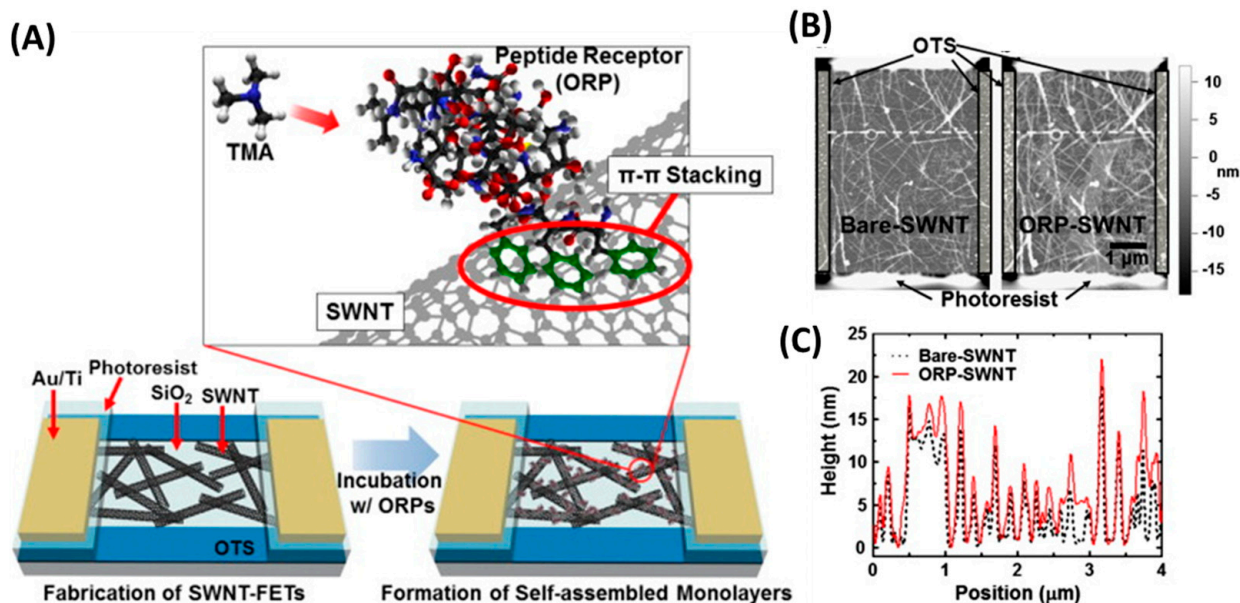 (A)
Peptide Receptor
(ORP)
TMA
π-π Stacking
SWNT
Au/Ti
Photoresist
SiO₂
SWNT
OTS
Incubation
w/ ORPs
Fabrication of SWNT-FETs
Formation of Self-assembled Monolayers
(B)
OTS
Bare-SWNT
ORP-SWNT
1 μm
Photoresist
10
5
0
nm
-5
-10
-15
(C)
Bare-SWNT
ORP-SWNT
Height (nm)
25
20
15
10
5
0
0
1
2
3
4
Position (μm)